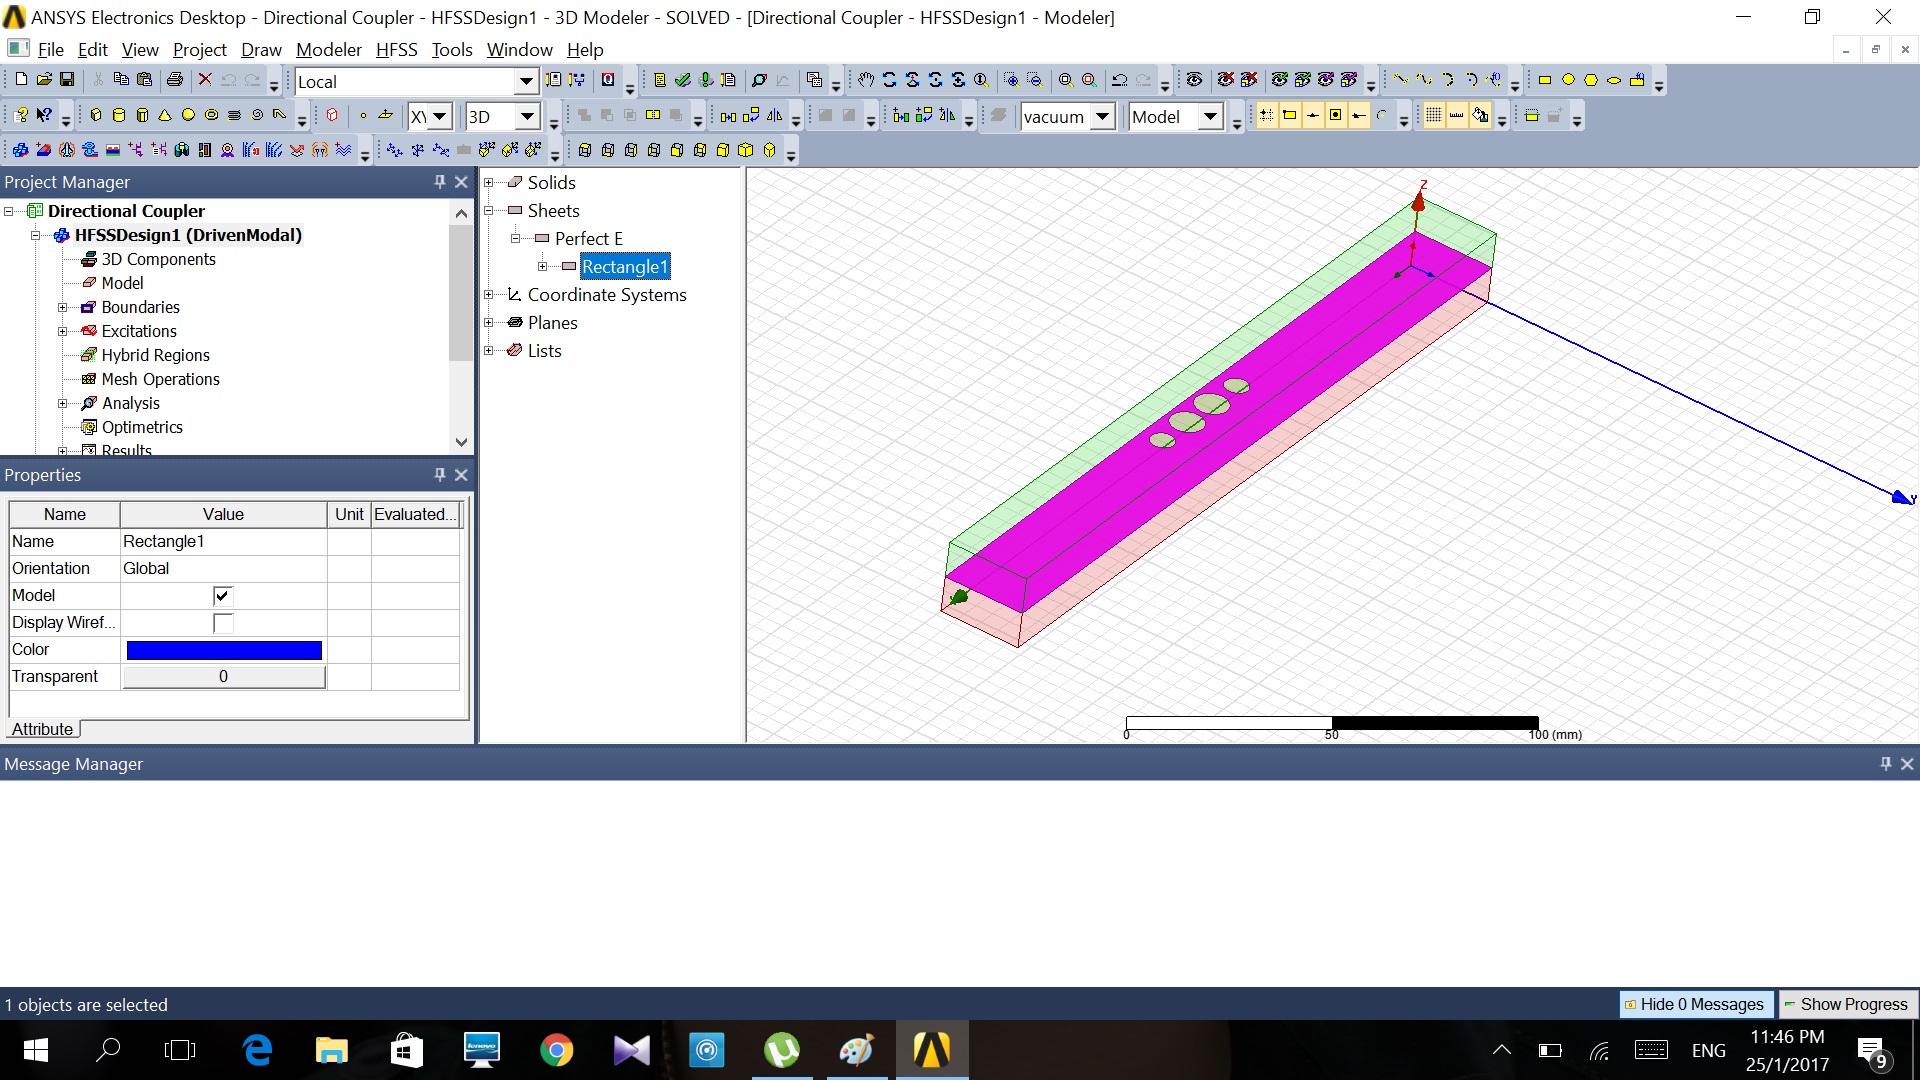 ANSYS Electronics Desktop - Directional Coupler - HFSSDesign1 - 3D Modeler - SOLVED - [Directional Coupler - HFSSDesign1 - Modeler]
File Edit View Project Draw Modeler HFSS Tools Window Help
Local
XY 3D vacuum Model
Project Manager
Directional Coupler
HFSSDesign1 (DrivenModal)
3D Components
Model
Boundaries
Excitations
Hybrid Regions
Mesh Operations
Analysis
Optimetrics
Results
Properties
Name Value Unit Evaluated...
Name Rectangle1
Orientation Global
Model
Display Wiref...
Color
Transparent 0
Attribute
Solids
Sheets
Perfect E
Rectangle1
Coordinate Systems
Planes
Lists
Z
Y
0 50 100 (mm)
Message Manager
1 objects are selected
Hide 0 Messages Show Progress
lenovo
ENG
11:46 PM
25/1/2017
9